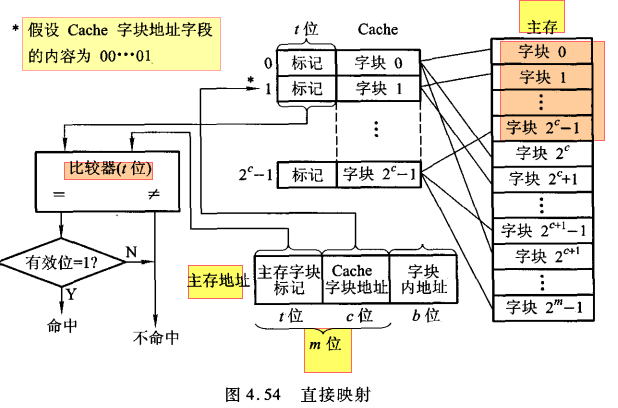 * 假设 Cache 字块地址字段
的内容为 00⋯01
t 位
Cache
主存
0 标记 字块 0
* 1 标记 字块 1
⋮
2^c−1 标记 字块 2^c−1
字块 0
字块 1
⋮
字块 2^c−1
字块 2^c
字块 2^c+1
⋮
字块 2^{c+1}−1
字块 2^{c+1}
⋮
字块 2^m−1
比较器(t 位)
= ≠
有效位=1?
N
Y
命中
不命中
主存地址
主存字块
标记
Cache
字块地址
字块
内地址
t 位 c 位 b 位
m 位
图 4.54 直接映射